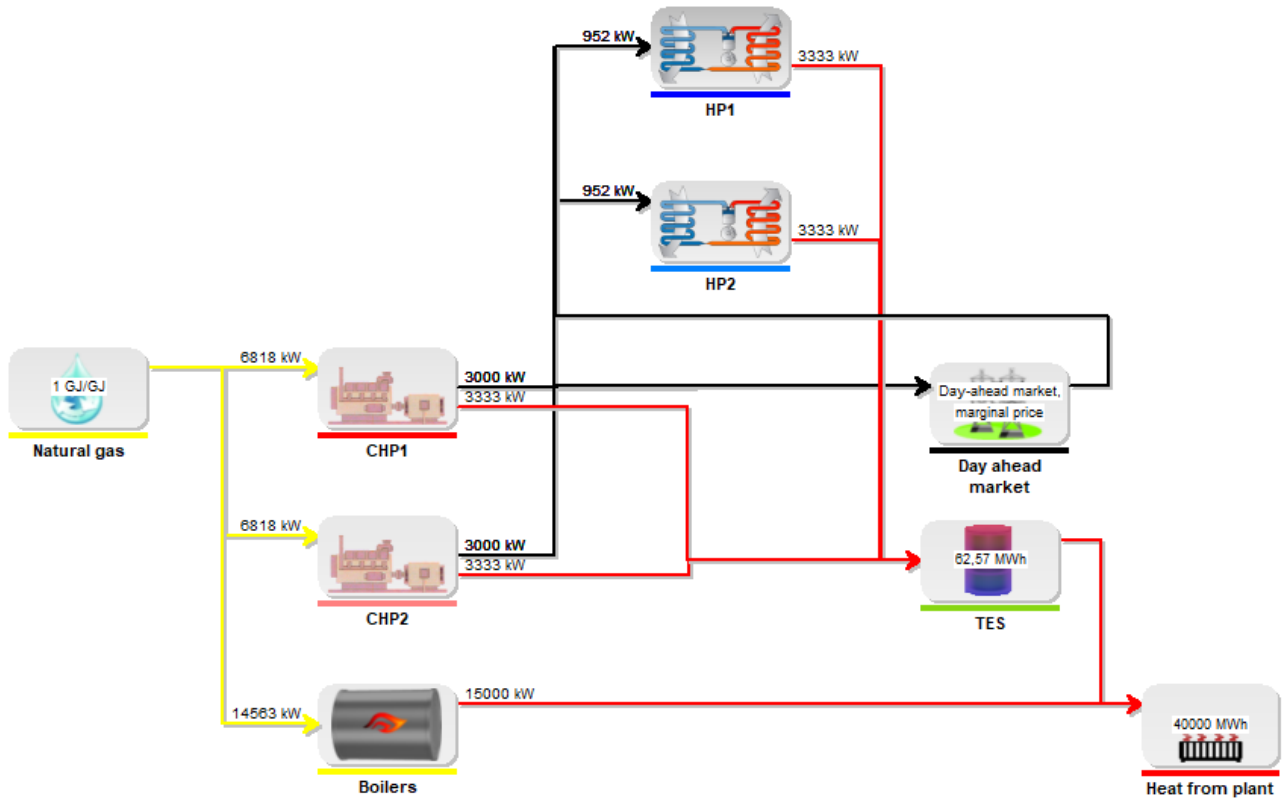 952 kW
3333 kW
HP1
952 kW
3333 kW
HP2
6818 kW
1 GJ/GJ
Natural gas
3000 kW
3333 kW
CHP1
Day-ahead market,
marginal price
Day ahead
market
6818 kW
3000 kW
3333 kW
CHP2
62,57 MWh
TES
14563 kW
15000 kW
Boilers
40000 MWh
Heat from plant